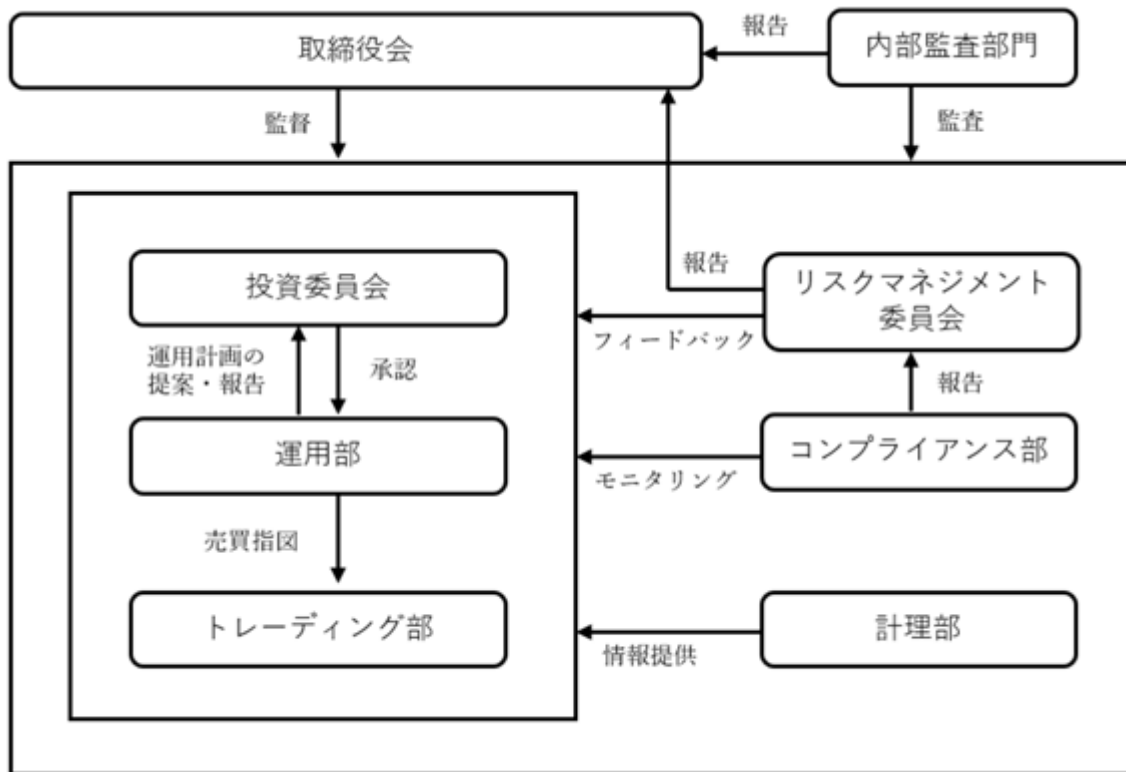 取締役会
報告
内部監査部門
監督
監査
投資委員会
報告
リスクマネジメント
委員会
フィードバック
運用計画の
提案・報告
承認
報告
運用部
モニタリング
コンプライアンス部
売買指図
トレーディング部
情報提供
計理部